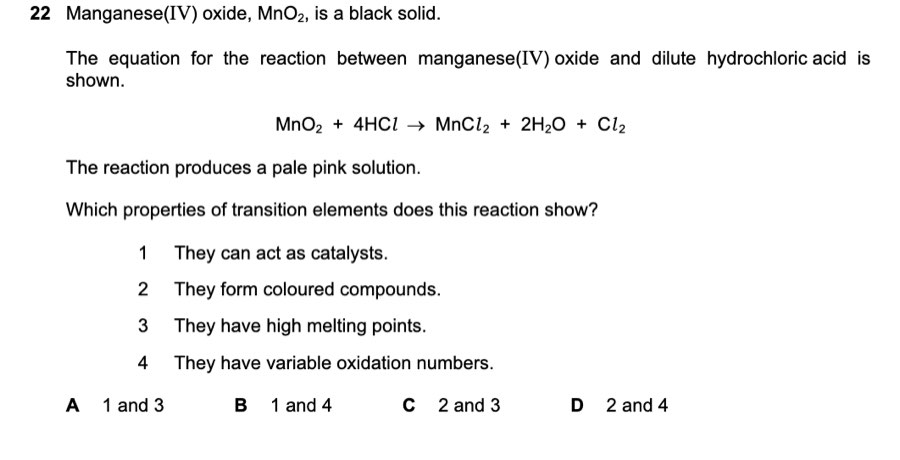 22 Manganese(IV) oxide, MnO₂, is a black solid.
The equation for the reaction between manganese(IV) oxide and dilute hydrochloric acid is
shown.
MnO₂ + 4HCl → MnCl₂ + 2H₂O + Cl₂
The reaction produces a pale pink solution.
Which properties of transition elements does this reaction show?
1 They can act as catalysts.
2 They form coloured compounds.
3 They have high melting points.
4 They have variable oxidation numbers.
A 1 and 3 B 1 and 4 C 2 and 3 D 2 and 4